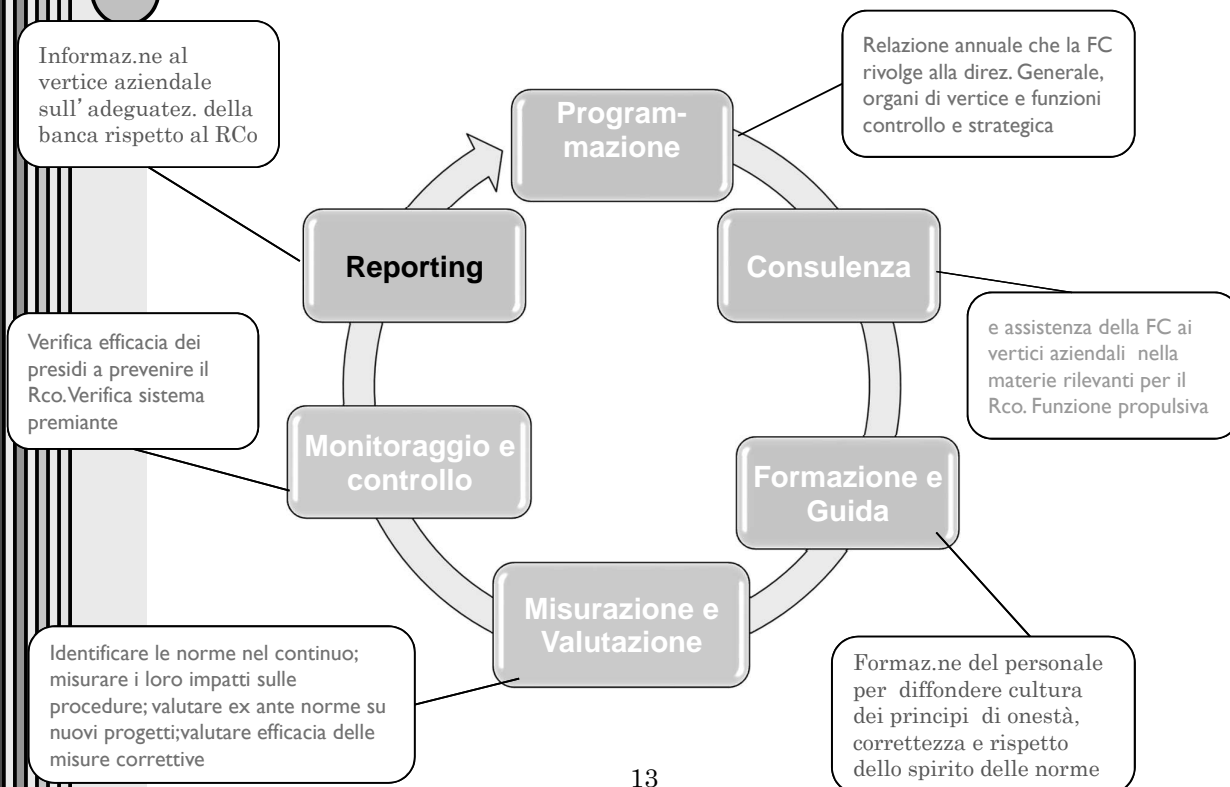 Informaz.ne al
vertice aziendale
sull’ adeguatez. della
banca rispetto al RCo
Program-
mazione
Relazione annuale che la FC
rivolge alla direz. Generale,
organi di vertice e funzioni
controllo e strategica
Reporting
Consulenza
Verifica efficacia dei
presidi a prevenire il
Rco. Verifica sistema
premiante
e assistenza della FC ai
vertici aziendali nella
materie rilevanti per il
Rco. Funzione propulsiva
Monitoraggio e
controllo
Formazione e
Guida
Misurazione e
Valutazione
Identificare le norme nel continuo;
misurare i loro impatti sulle
procedure; valutare ex ante norme su
nuovi progetti;valutare efficacia delle
misure correttive
Formaz.ne del personale
per diffondere cultura
dei principi di onestà,
correttezza e rispetto
dello spirito delle norme
13